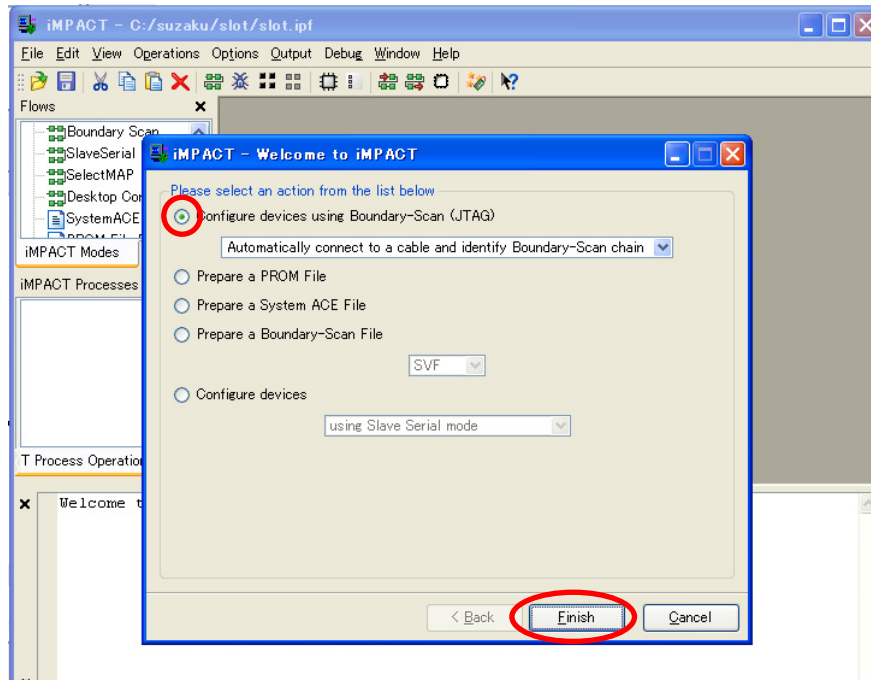 iMPACT - C:/suzaku/slot/slot.ipf
File Edit View Operations Options Output Debug Window Help
Flows
Boundary Scan
SlaveSerial
SelectMAP
Desktop Con
SystemACE
iMPACT Modes
iMPACT Processes
T Process Operation
Welcome t
iMPACT - Welcome to iMPACT
Please select an action from the list below
Configure devices using Boundary-Scan (JTAG)
Automatically connect to a cable and identify Boundary-Scan chain
Prepare a PROM File
Prepare a System ACE File
Prepare a Boundary-Scan File
SVF
Configure devices
using Slave Serial mode
< Back Finish Cancel